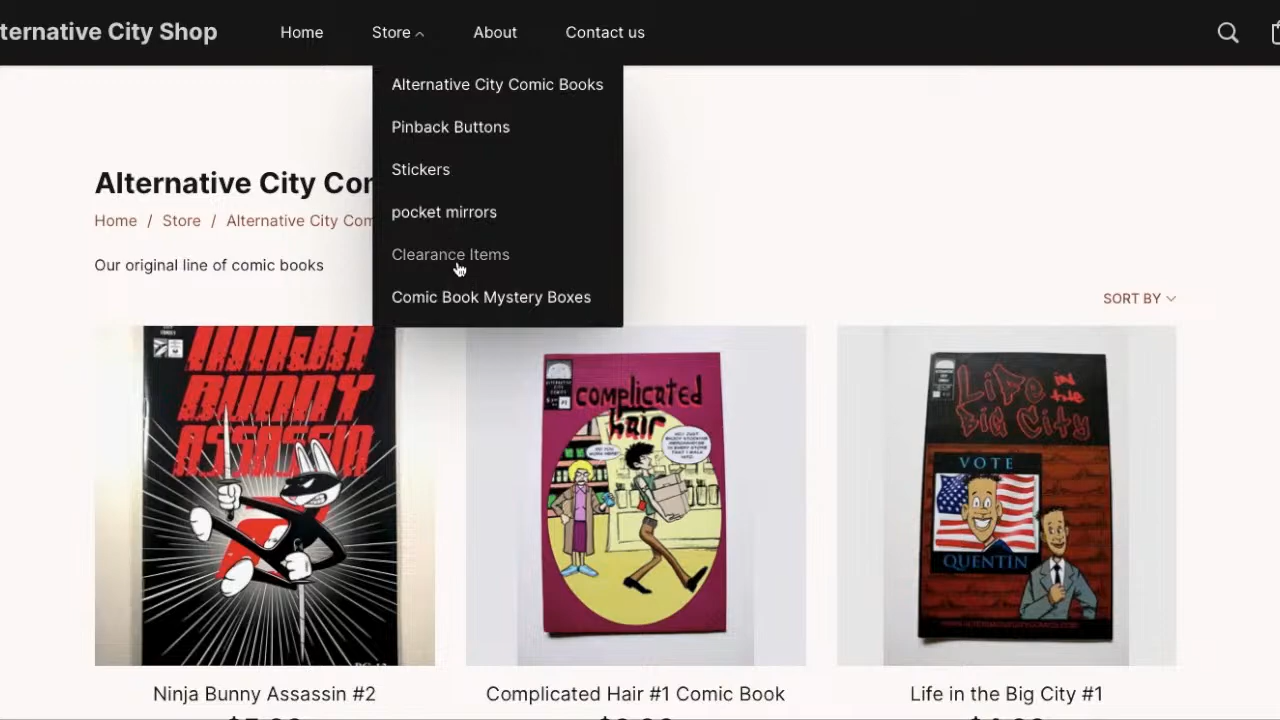 ternative City Shop
Home
Store
About
Contact us
Alternative City Comic Books
Pinback Buttons
Stickers
pocket mirrors
Clearance Items
Comic Book Mystery Boxes
Alternative City Co
Home / Store / Alternative City Com
Our original line of comic books
SORT BY
NINJA
BUNNY
ASSASSIN
complicated
hair
Life in
the
Big City
VOTE
QUENTIN
Ninja Bunny Assassin #2
Complicated Hair #1 Comic Book
Life in the Big City #1